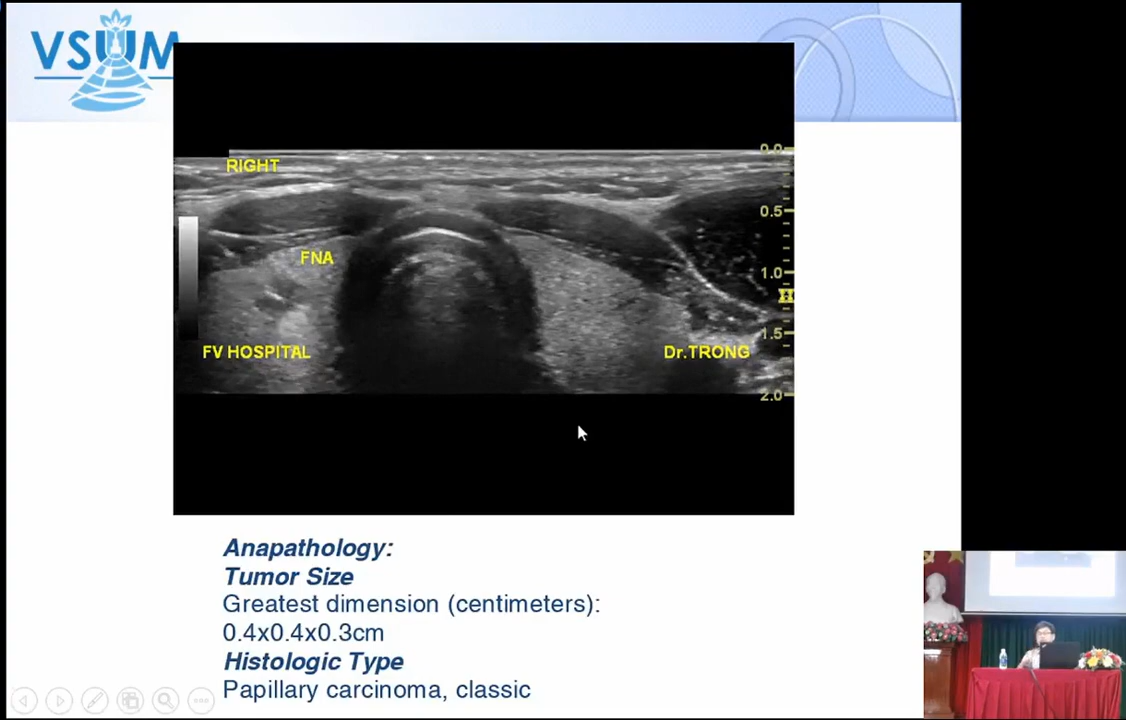 VSUM
RIGHT
0.0
0.5
FNA
1.0
1.5
FV HOSPITAL
Dr.TRONG
2.0
Anapathology:
Tumor Size
Greatest dimension (centimeters):
0.4x0.4x0.3cm
Histologic Type
Papillary carcinoma, classic